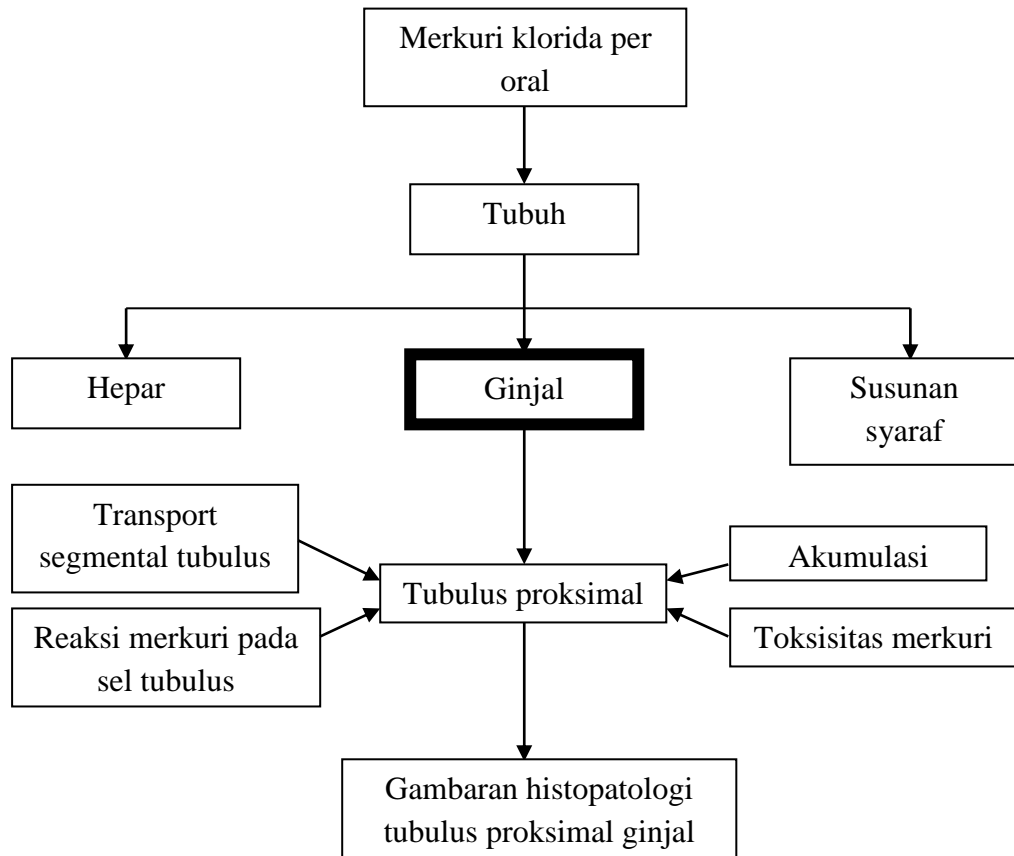 Merkuri klorida per
oral
Tubuh
Hepar
Ginjal
Susunan
syaraf
Transport
segmental tubulus
Akumulasi
Tubulus proksimal
Reaksi merkuri pada
sel tubulus
Toksisitas merkuri
Gambaran histopatologi
tubulus proksimal ginjal